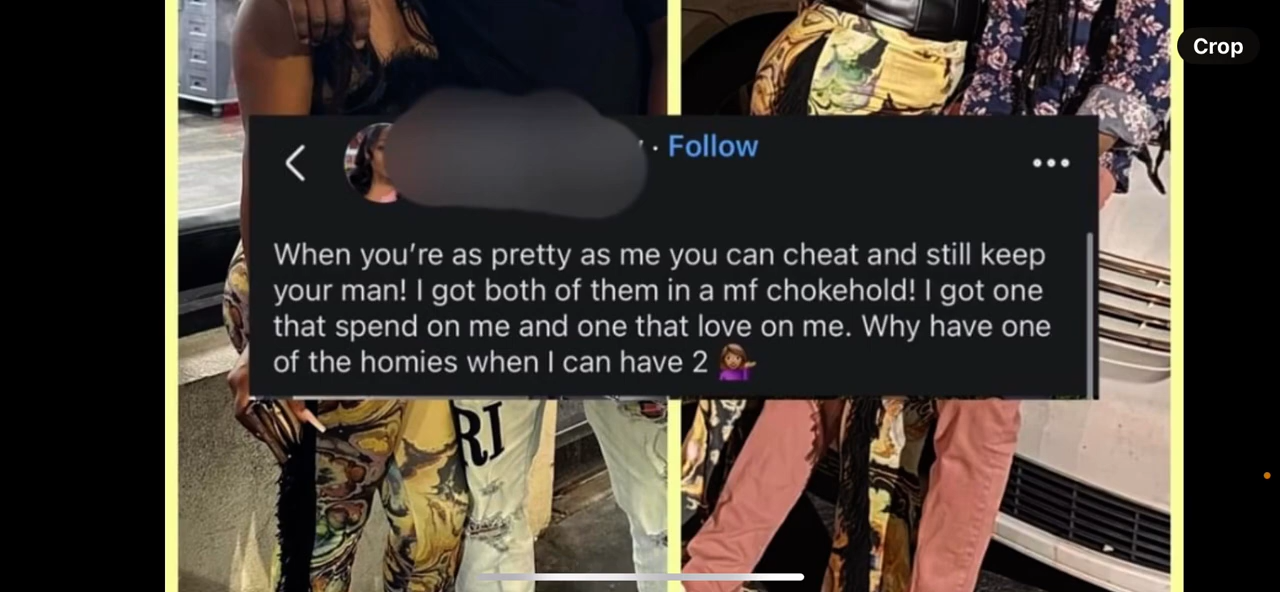 Crop
· Follow
When you’re as pretty as me you can cheat and still keep
your man! I got both of them in a mf chokehold! I got one
that spend on me and one that love on me. Why have one
of the homies when I can have 2 💁🏽‍♀️
RI